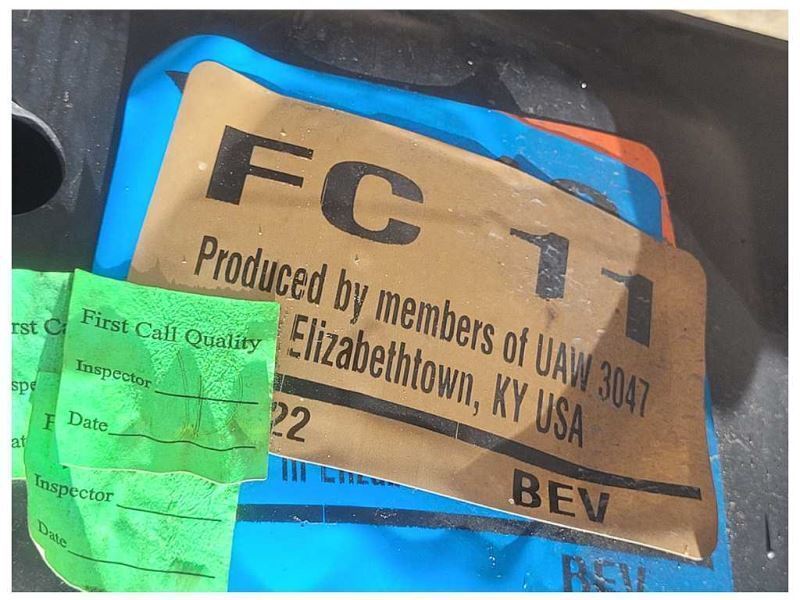 FC 11
Produced by members of UAW 3047
Elizabethtown, KY USA
22
BEV
BEV
First Call Quality
Inspector
Date
Inspector
Date